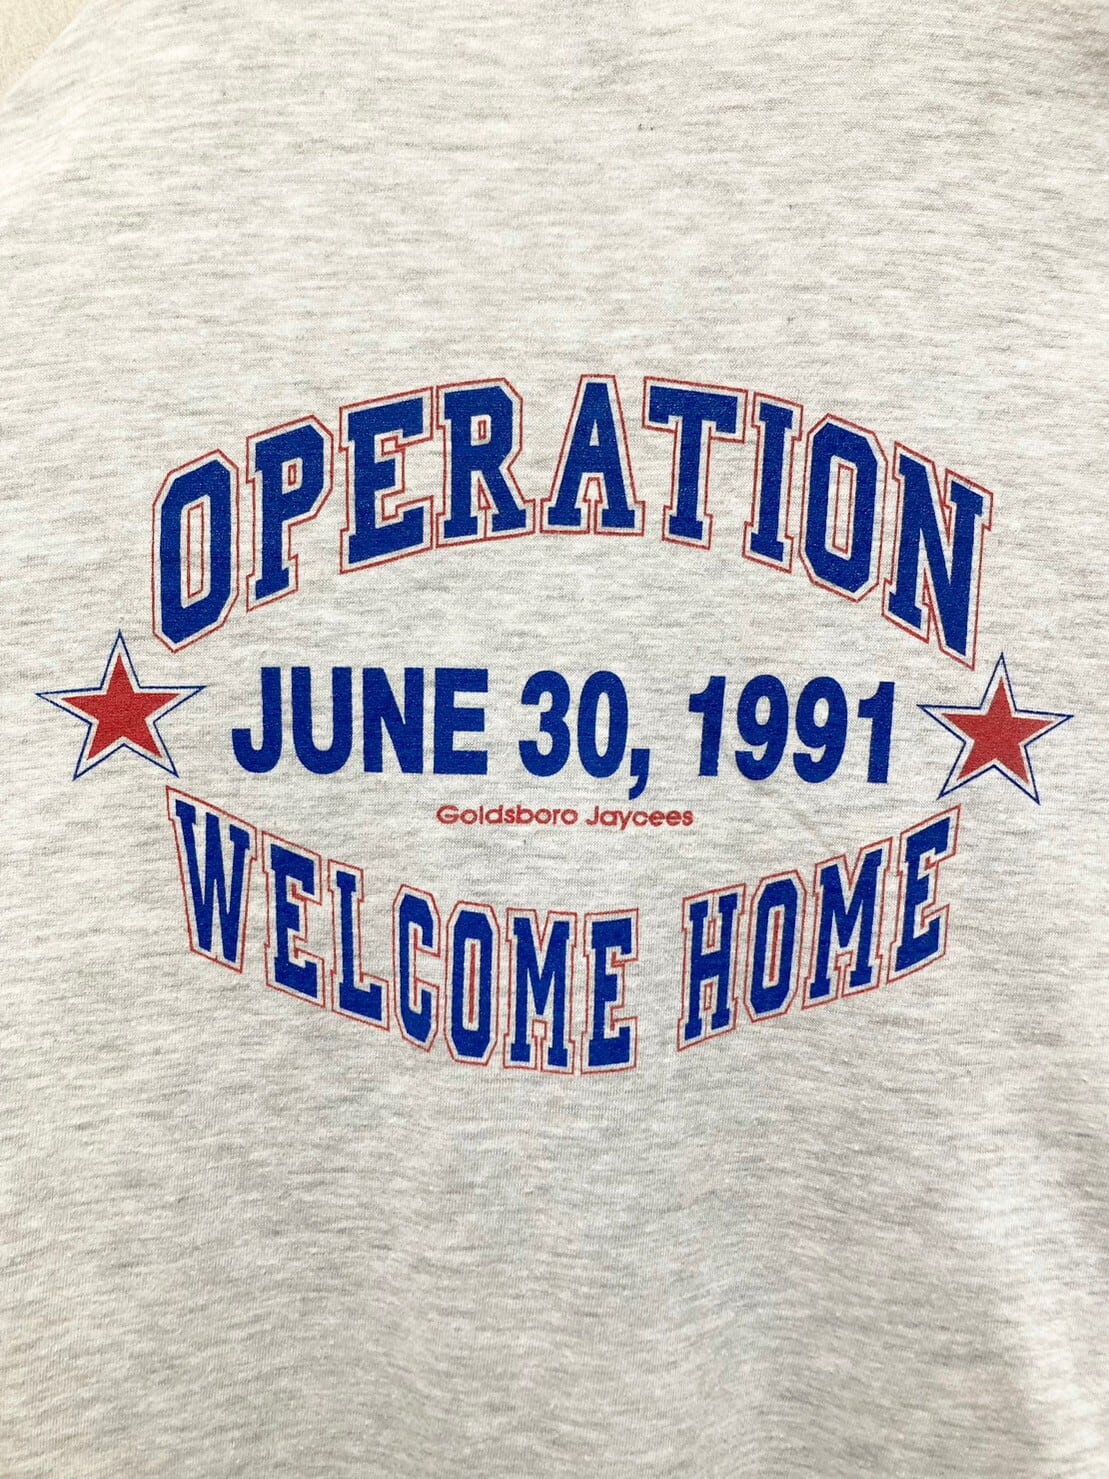 OPERATION
JUNE 30, 1991
Goldsboro Jaycees
WELCOME HOME